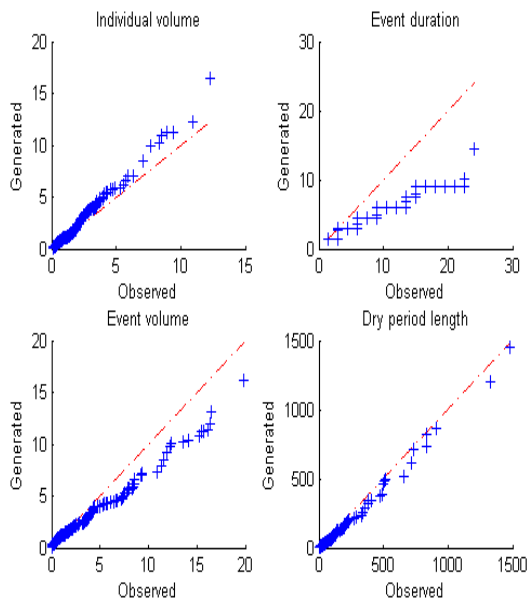 Individual volume
Event duration
20
15
10
5
0
Generated
0 5 10 15
Observed
30
20
10
0
Generated
0 10 20 30
Observed
Event volume
Dry period length
20
15
10
5
0
Generated
0 5 10 15 20
Observed
1500
1000
500
0
Generated
0 500 1000 1500
Observed